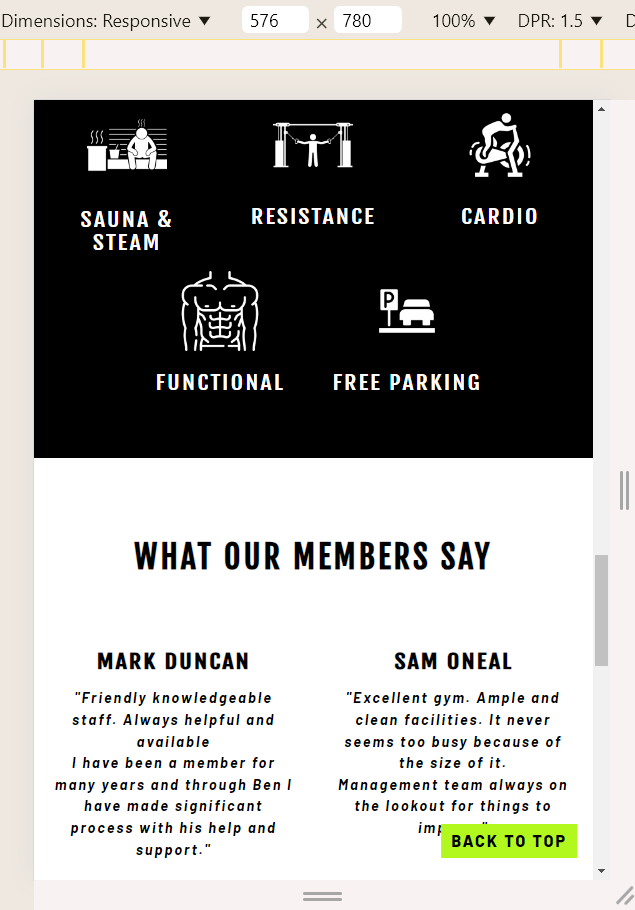 Dimensions: Responsive ▼ 576 × 780 100% ▼ DPR: 1.5 ▼
P
SAUNA &
STEAM
RESISTANCE
CARDIO
FUNCTIONAL
FREE PARKING
WHAT OUR MEMBERS SAY
MARK DUNCAN
"Friendly knowledgeable
staff. Always helpful and
available
I have been a member for
many years and through Ben I
have made significant
process with his help and
support."
SAM ONEAL
"Excellent gym. Ample and
clean facilities. It never
seems too busy because of
the size of it.
Management team always on
the lookout for things to
BACK TO TOP